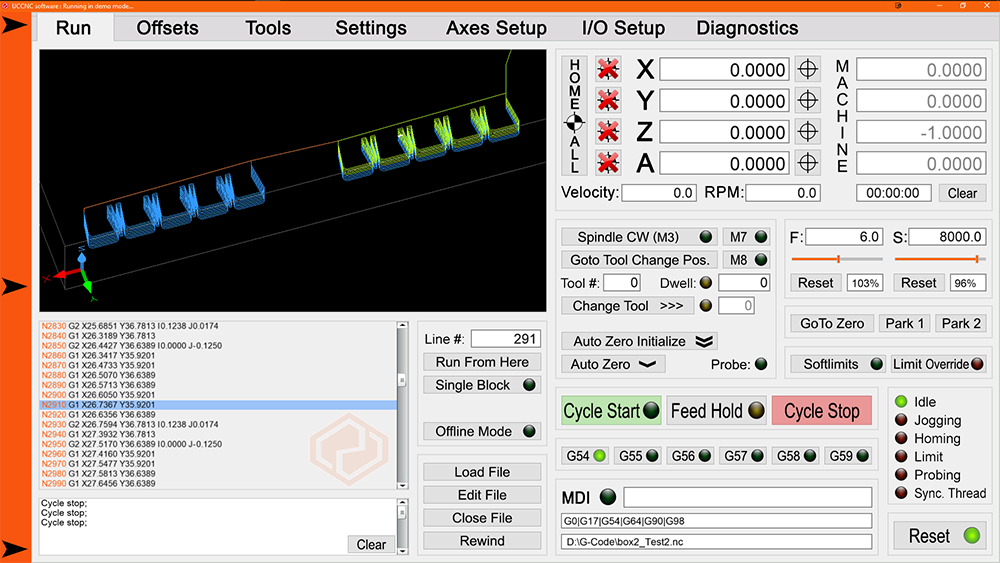 UCCNC software : Running in demo mode...
Run Offsets Tools Settings Axes Setup I/O Setup Diagnostics
HOME ALL
X 0.0000
Y 0.0000
Z 0.0000
A 0.0000
MACHINE
0.0000
0.0000
-1.0000
0.0000
Velocity: 0.0 RPM: 0.0 00:00:00 Clear
X
Y
Spindle CW (M3) M7
Goto Tool Change Pos. M8
Tool #: 0 Dwell: 0
Change Tool >>> 0
Auto Zero Initialize
Auto Zero Probe:
F: 6.0 S: 8000.0
Reset 103% Reset 96%
GoTo Zero Park 1 Park 2
Softlimits Limit Override
N2830 G2 X25.6851 Y36.7813 I0.1238 J0.0174
N2840 G1 X26.3189 Y36.7813
N2850 G2 X26.4427 Y36.6389 I0.0000 J-0.1250
N2860 G1 X26.3417 Y35.9201
N2870 G1 X26.4733 Y35.9201
N2880 G1 X26.5070 Y36.6389
N2890 G1 X26.5713 Y36.6389
N2900 G1 X26.6050 Y35.9201
N2910 G1 X26.7367 Y35.9201
N2920 G1 X26.6356 Y36.6389
N2930 G2 X26.7594 Y36.7813 I0.1238 J0.0174
N2940 G1 X27.3932 Y36.7813
N2950 G2 X27.5170 Y36.6389 I0.0000 J-0.1250
N2960 G1 X27.4160 Y35.9201
N2970 G1 X27.5477 Y35.9201
N2980 G1 X27.5813 Y36.6389
N2990 G1 X27.6456 Y36.6389
Line #: 291
Run From Here
Single Block
Offline Mode
Load File
Edit File
Close File
Rewind
Cycle stop;
Cycle stop;
Cycle stop;
Clear
Cycle Start Feed Hold Cycle Stop
G54 G55 G56 G57 G58 G59
MDI
G0|G17|G54|G64|G90|G98
D:\G-Code\box2_Test2.nc
Idle
Jogging
Homing
Limit
Probing
Sync. Thread
Reset